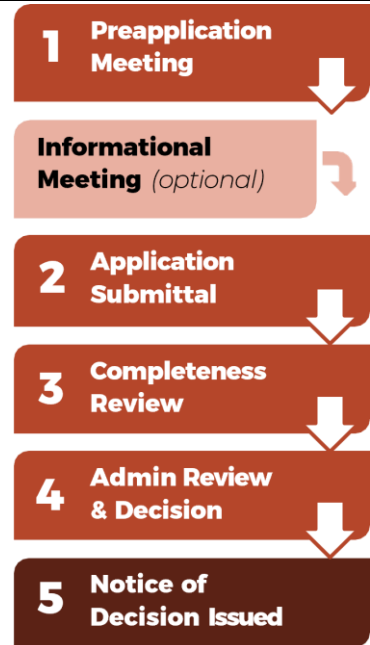 1 Preapplication
Meeting
Informational
Meeting (optional)
2 Application
Submittal
3 Completeness
Review
4 Admin Review
& Decision
5 Notice of
Decision Issued